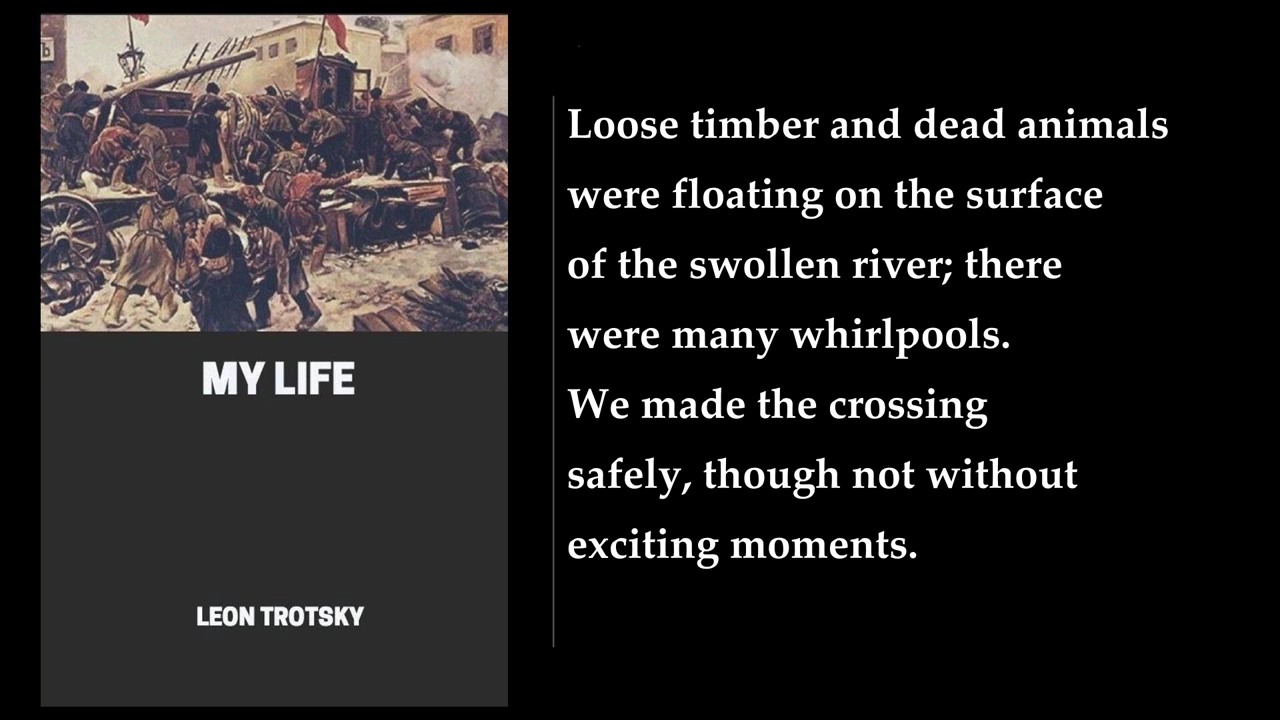 MY LIFE
LEON TROTSKY
Loose timber and dead animals
were floating on the surface
of the swollen river; there
were many whirlpools.
We made the crossing
safely, though not without
exciting moments.